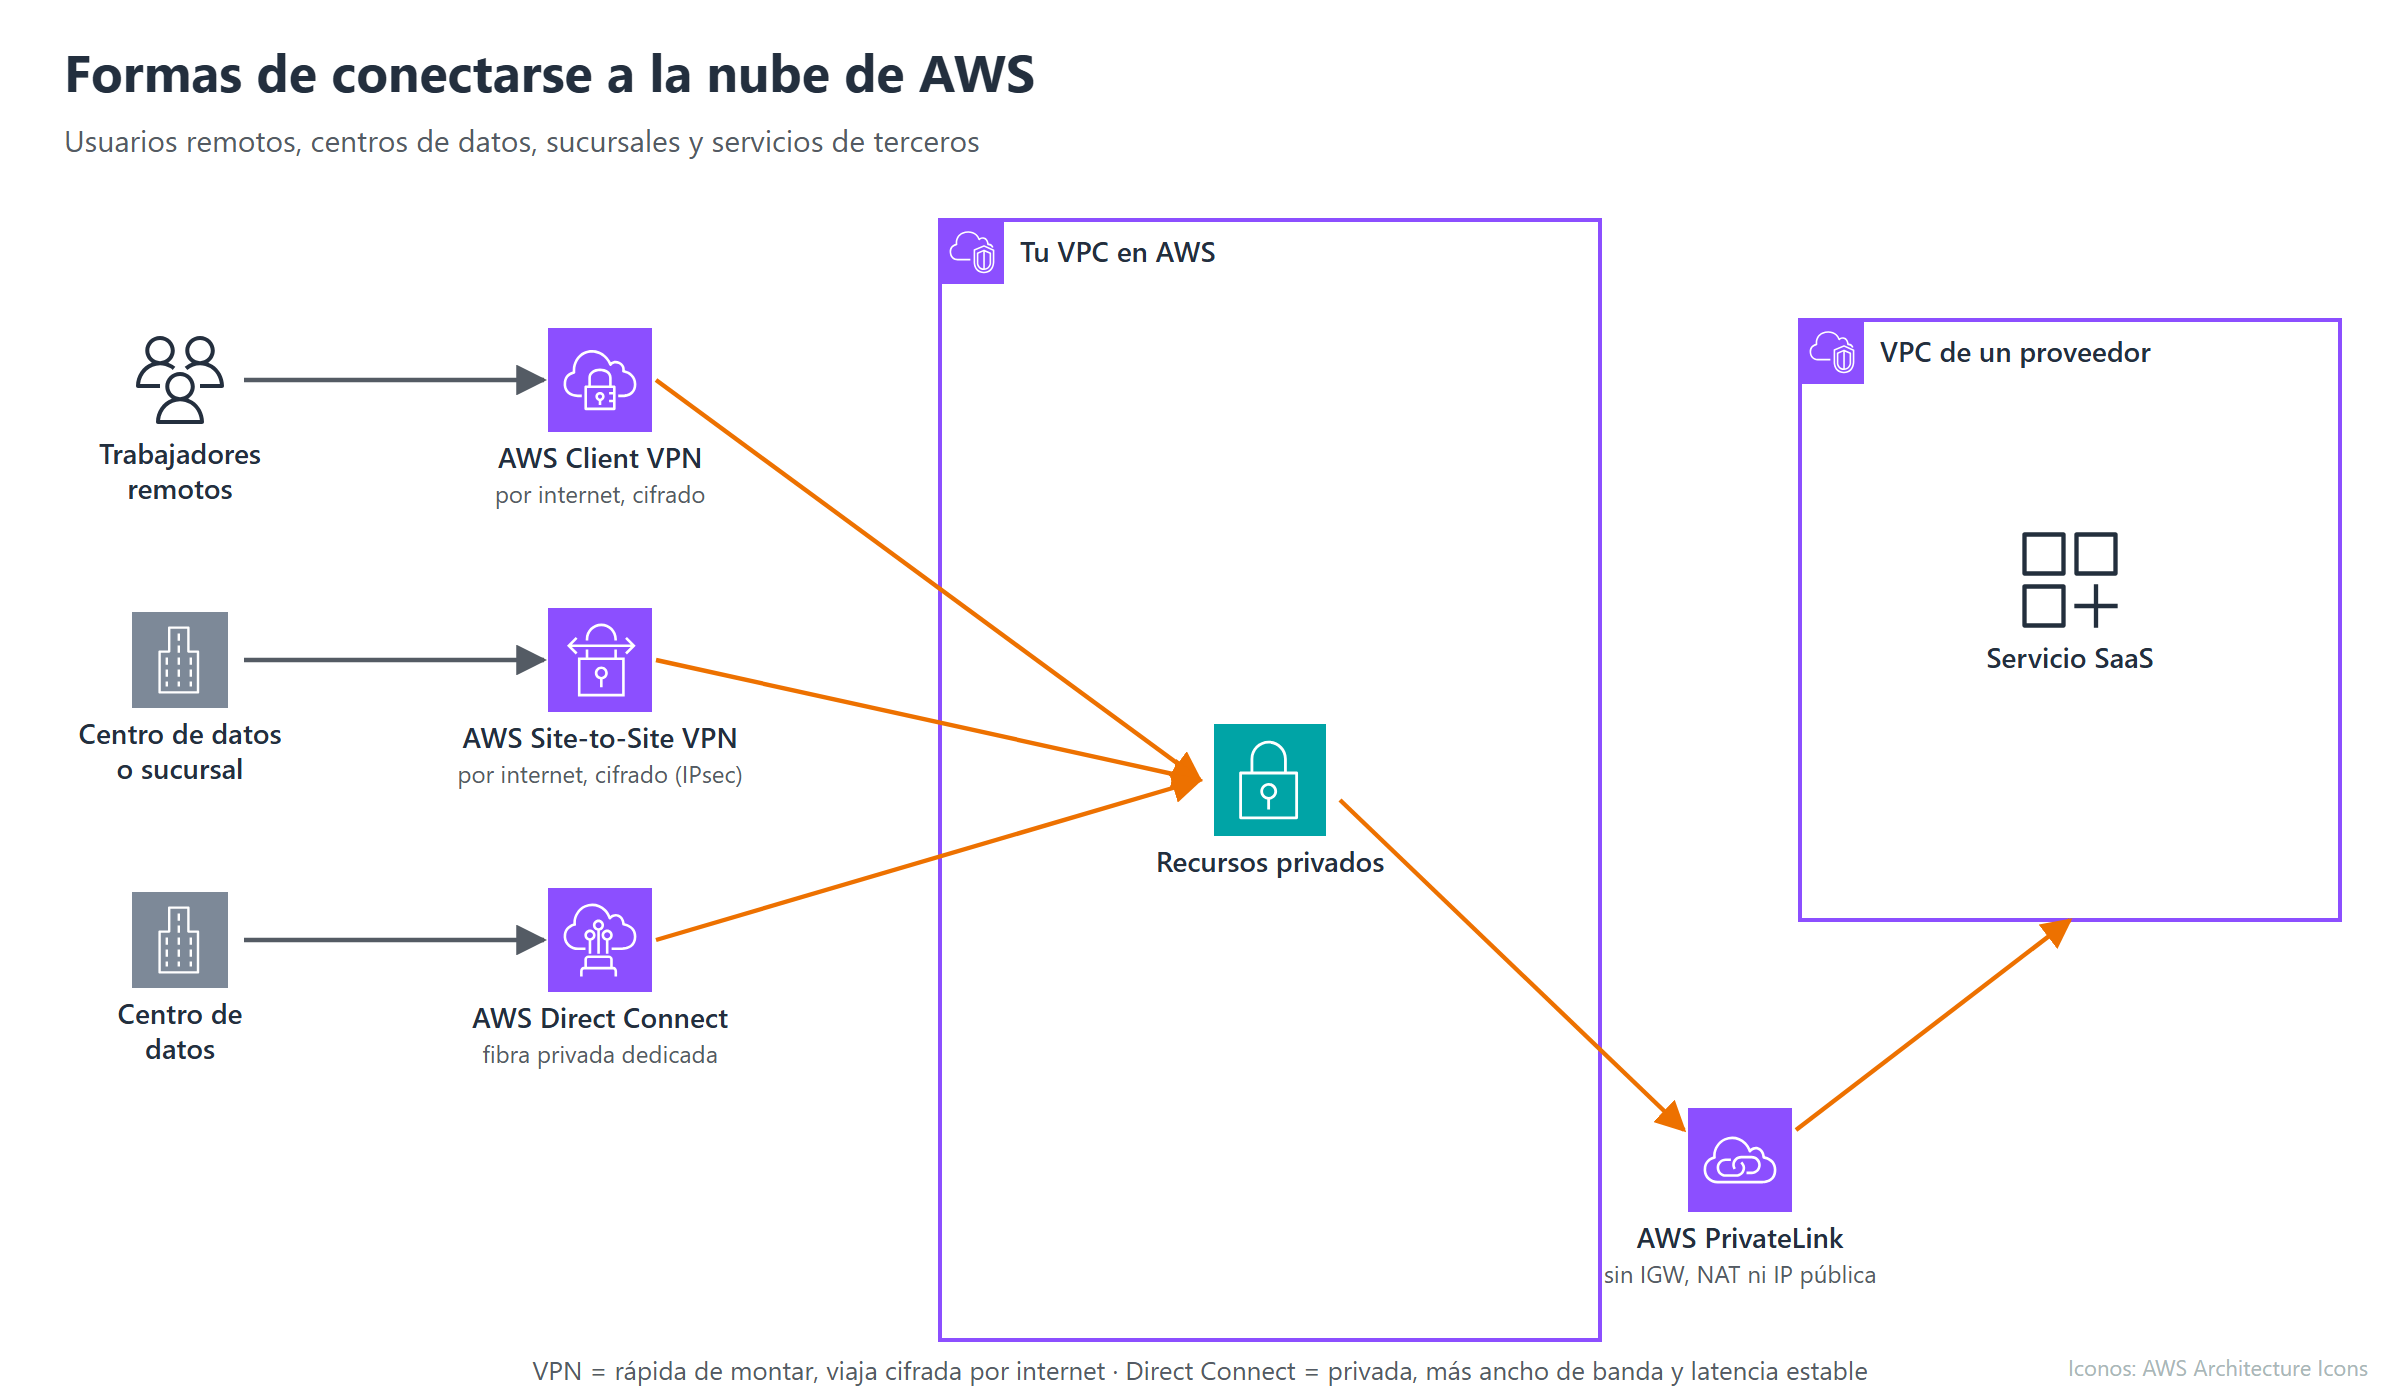 Formas de conectarse a la nube de AWS
Usuarios remotos, centros de datos, sucursales y servicios de terceros
Tu VPC en AWS
VPC de un proveedor
Trabajadores
remotos
AWS Client VPN
por internet, cifrado
Servicio SaaS
Centro de datos
o sucursal
AWS Site-to-Site VPN
por internet, cifrado (IPsec)
Recursos privados
Centro de
datos
AWS Direct Connect
fibra privada dedicada
AWS PrivateLink
sin IGW, NAT ni IP pública
VPN = rápida de montar, viaja cifrada por internet · Direct Connect = privada, más ancho de banda y latencia estable
Iconos: AWS Architecture Icons